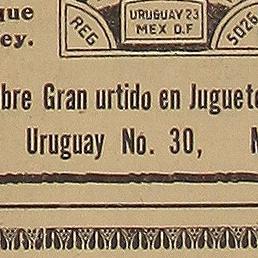 que
ey.
REG
URUGUAY 23
MEX D.F
5026
bre Gran urtido en Juguete
Uruguay No. 30,